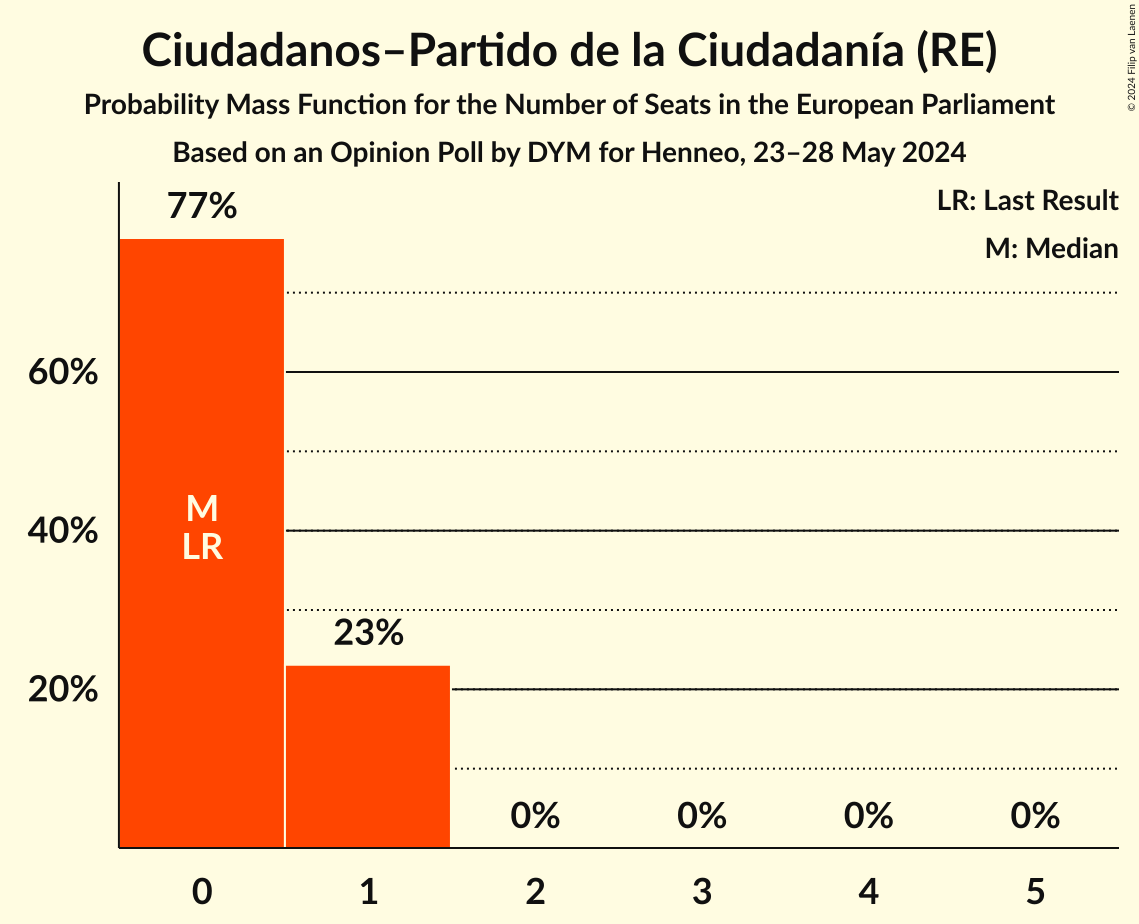 Ciudadanos–Partido de la Ciudadanía (RE)
Probability Mass Function for the Number of Seats in the European Parliament
Based on an Opinion Poll by DYM for Henneo, 23–28 May 2024
© 2024 Filip van Laenen
LR: Last Result
M: Median
77%
60%
40%
20%
M
LR
23%
0% 0% 0% 0%
0 1 2 3 4 5